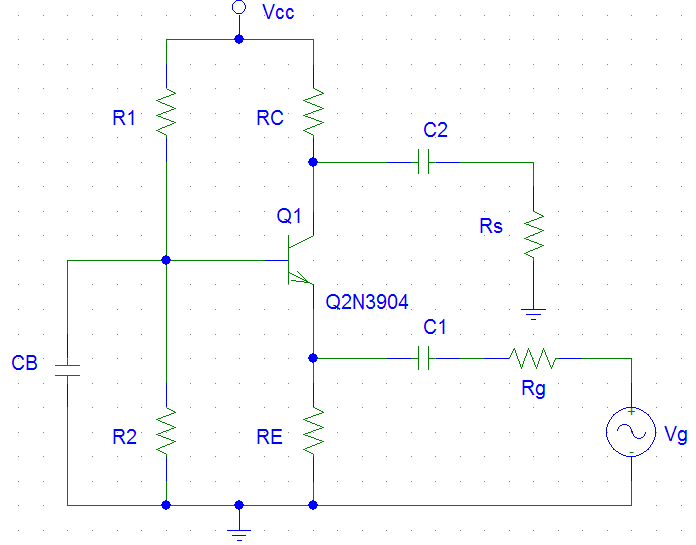 Vcc
R1
RC
C2
Q1
Rs
Q2N3904
C1
CB
Rg
R2
RE
+
-
Vg